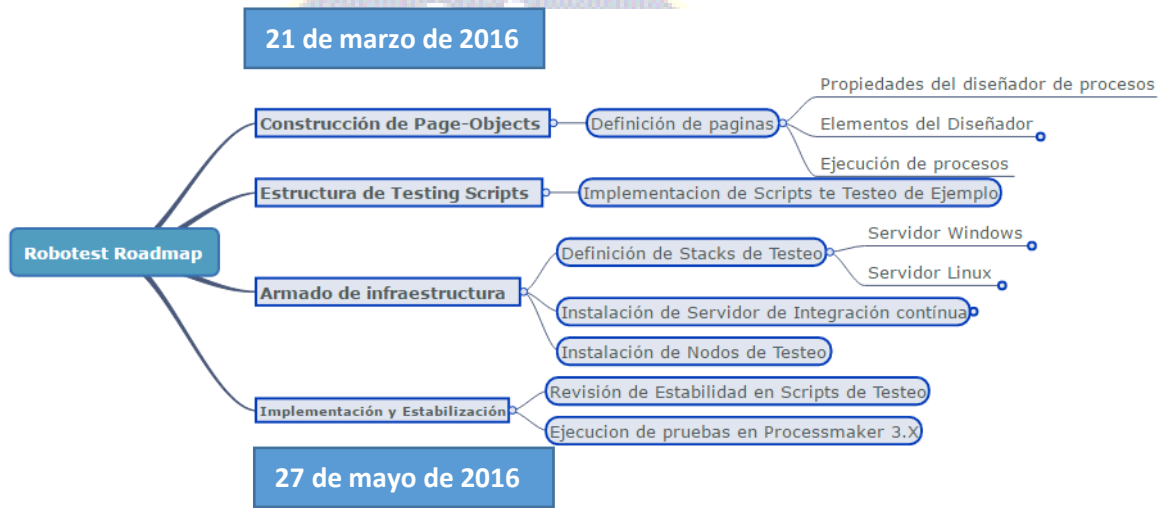 21 de marzo de 2016
Robotest Roadmap
Construcción de Page-Objects
Definición de paginas
Propiedades del diseñador de procesos
Elementos del Diseñador
Ejecución de procesos
Estructura de Testing Scripts
Implementacion de Scripts te Testeo de Ejemplo
Armado de infraestructura
Definición de Stacks de Testeo
Servidor Windows
Servidor Linux
Instalación de Servidor de Integración contínua
Instalación de Nodos de Testeo
Implementación y Estabilización
Revisión de Estabilidad en Scripts de Testeo
Ejecucion de pruebas en Processmaker 3.X
27 de mayo de 2016